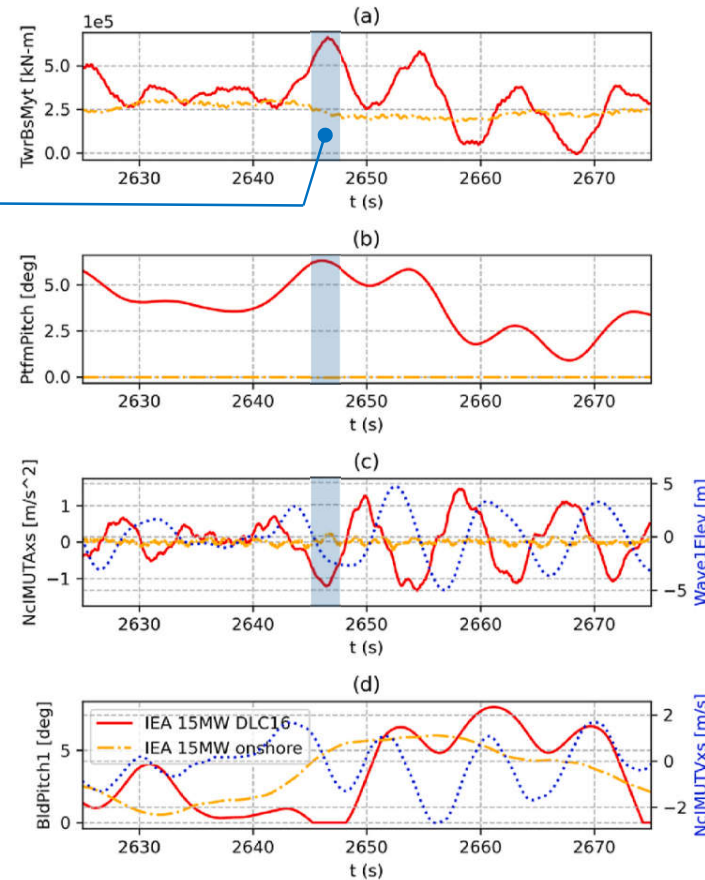 (a)
1e5
TwrBsMyt [kN-m]
5.0
2.5
0.0
2630 2640 2650 2660 2670
t (s)
(b)
PtfmPitch [deg]
5.0
2.5
0.0
2630 2640 2650 2660 2670
t (s)
(c)
NcIMUTAxs [m/s^2]
1
0
−1
5
0
−5
Wave1Elev [m]
2630 2640 2650 2660 2670
t (s)
(d)
BldPitch1 [deg]
5
0
IEA 15MW DLC16
IEA 15MW onshore
2
0
−2
NcIMUTVxs [m/s]
2630 2640 2650 2660 2670
t (s)